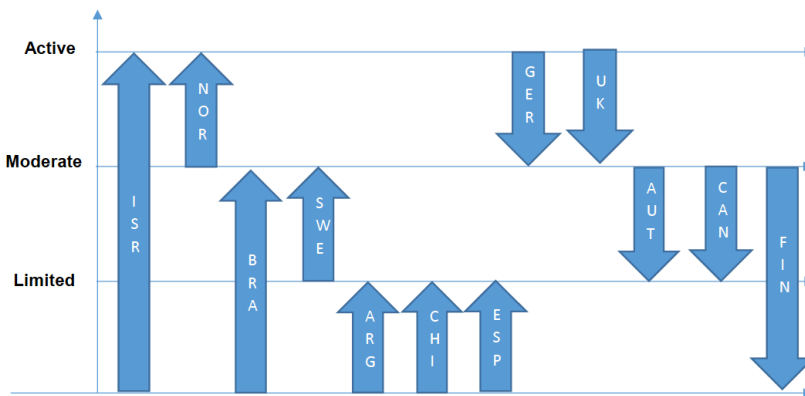 Active
Moderate
Limited
ISR
NOR
BRA
SWE
ARG
CHI
ESP
GER
UK
AUT
CAN
FIN